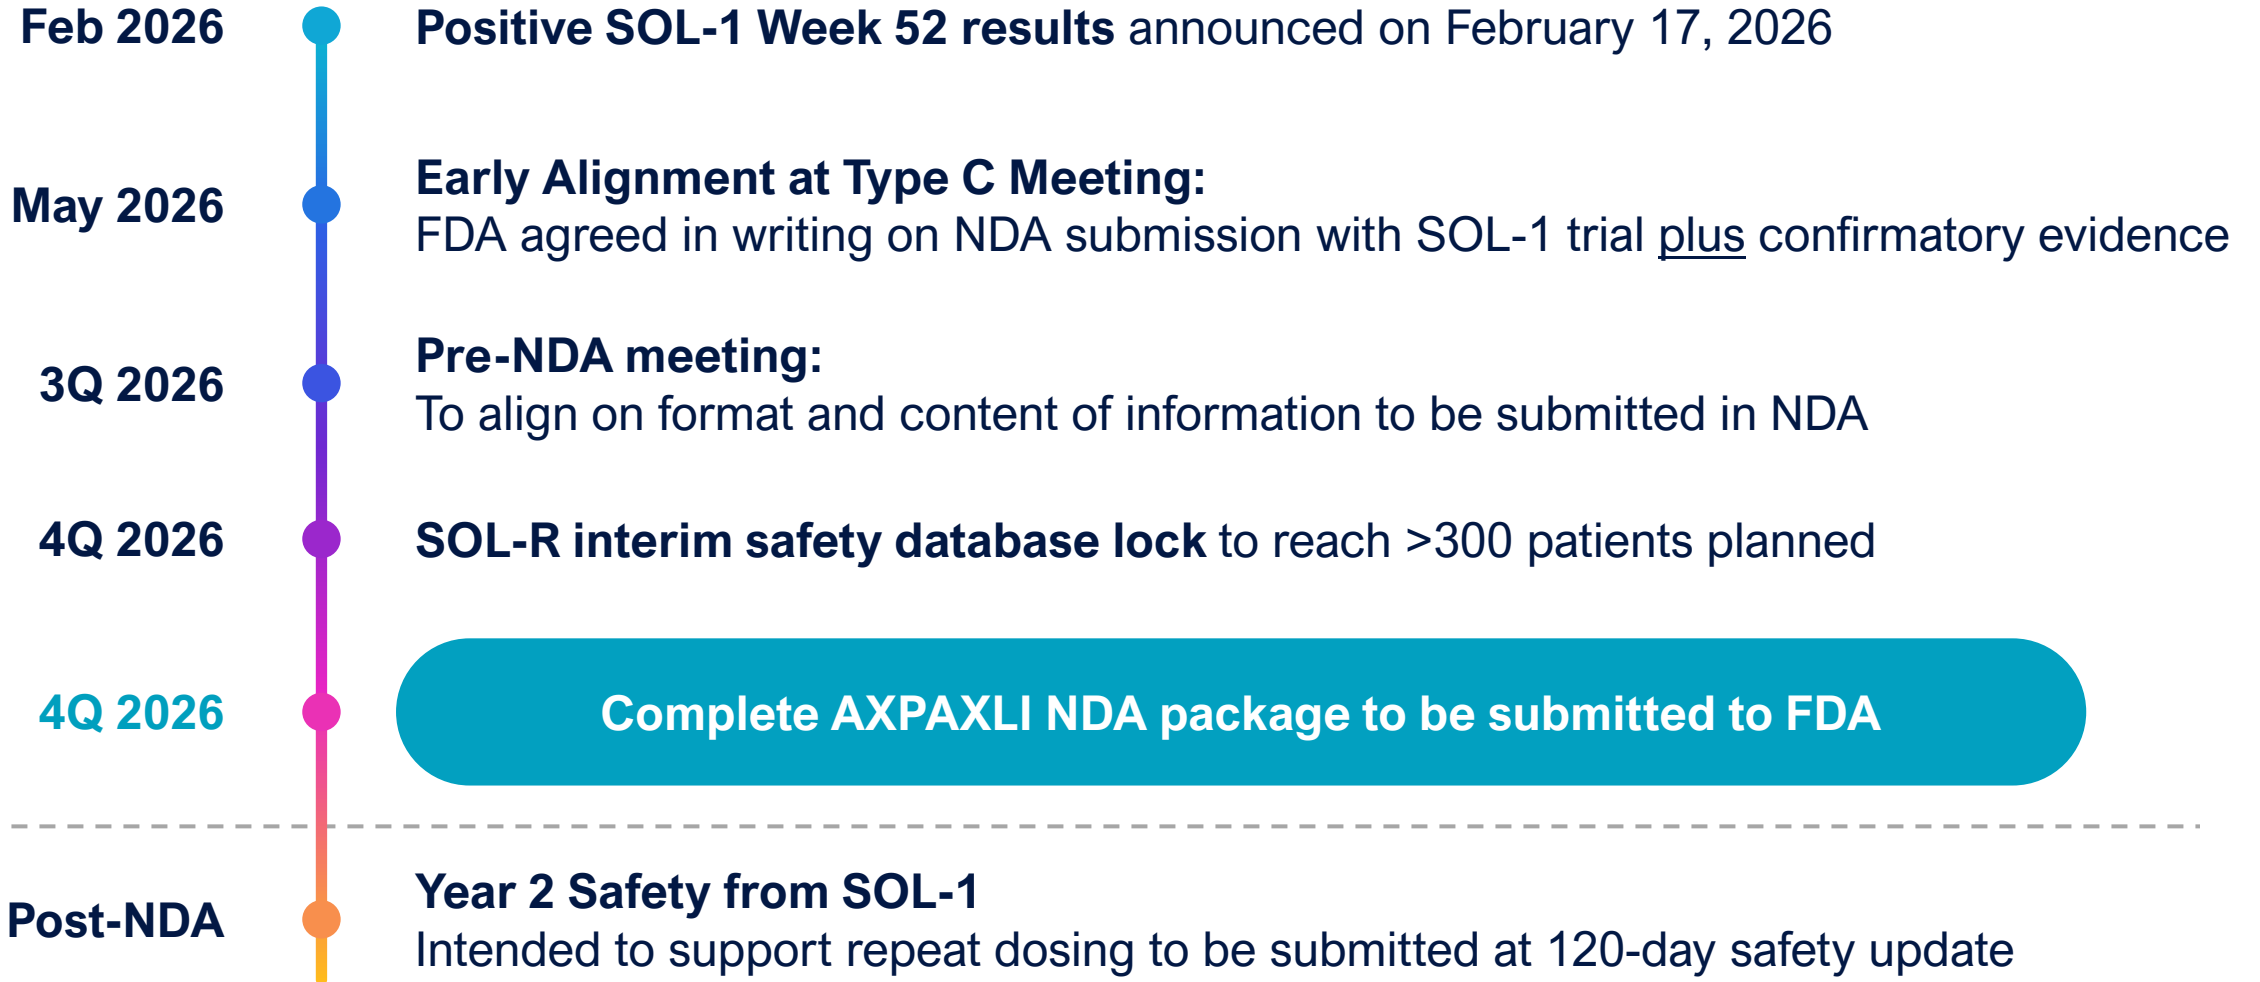 Feb 2026
Positive SOL-1 Week 52 results announced on February 17, 2026
May 2026
Early Alignment at Type C Meeting:
FDA agreed in writing on NDA submission with SOL-1 trial plus confirmatory evidence
3Q 2026
Pre-NDA meeting:
To align on format and content of information to be submitted in NDA
4Q 2026
SOL-R interim safety database lock to reach >300 patients planned
4Q 2026
Complete AXPAXLI NDA package to be submitted to FDA
Post-NDA
Year 2 Safety from SOL-1
Intended to support repeat dosing to be submitted at 120-day safety update